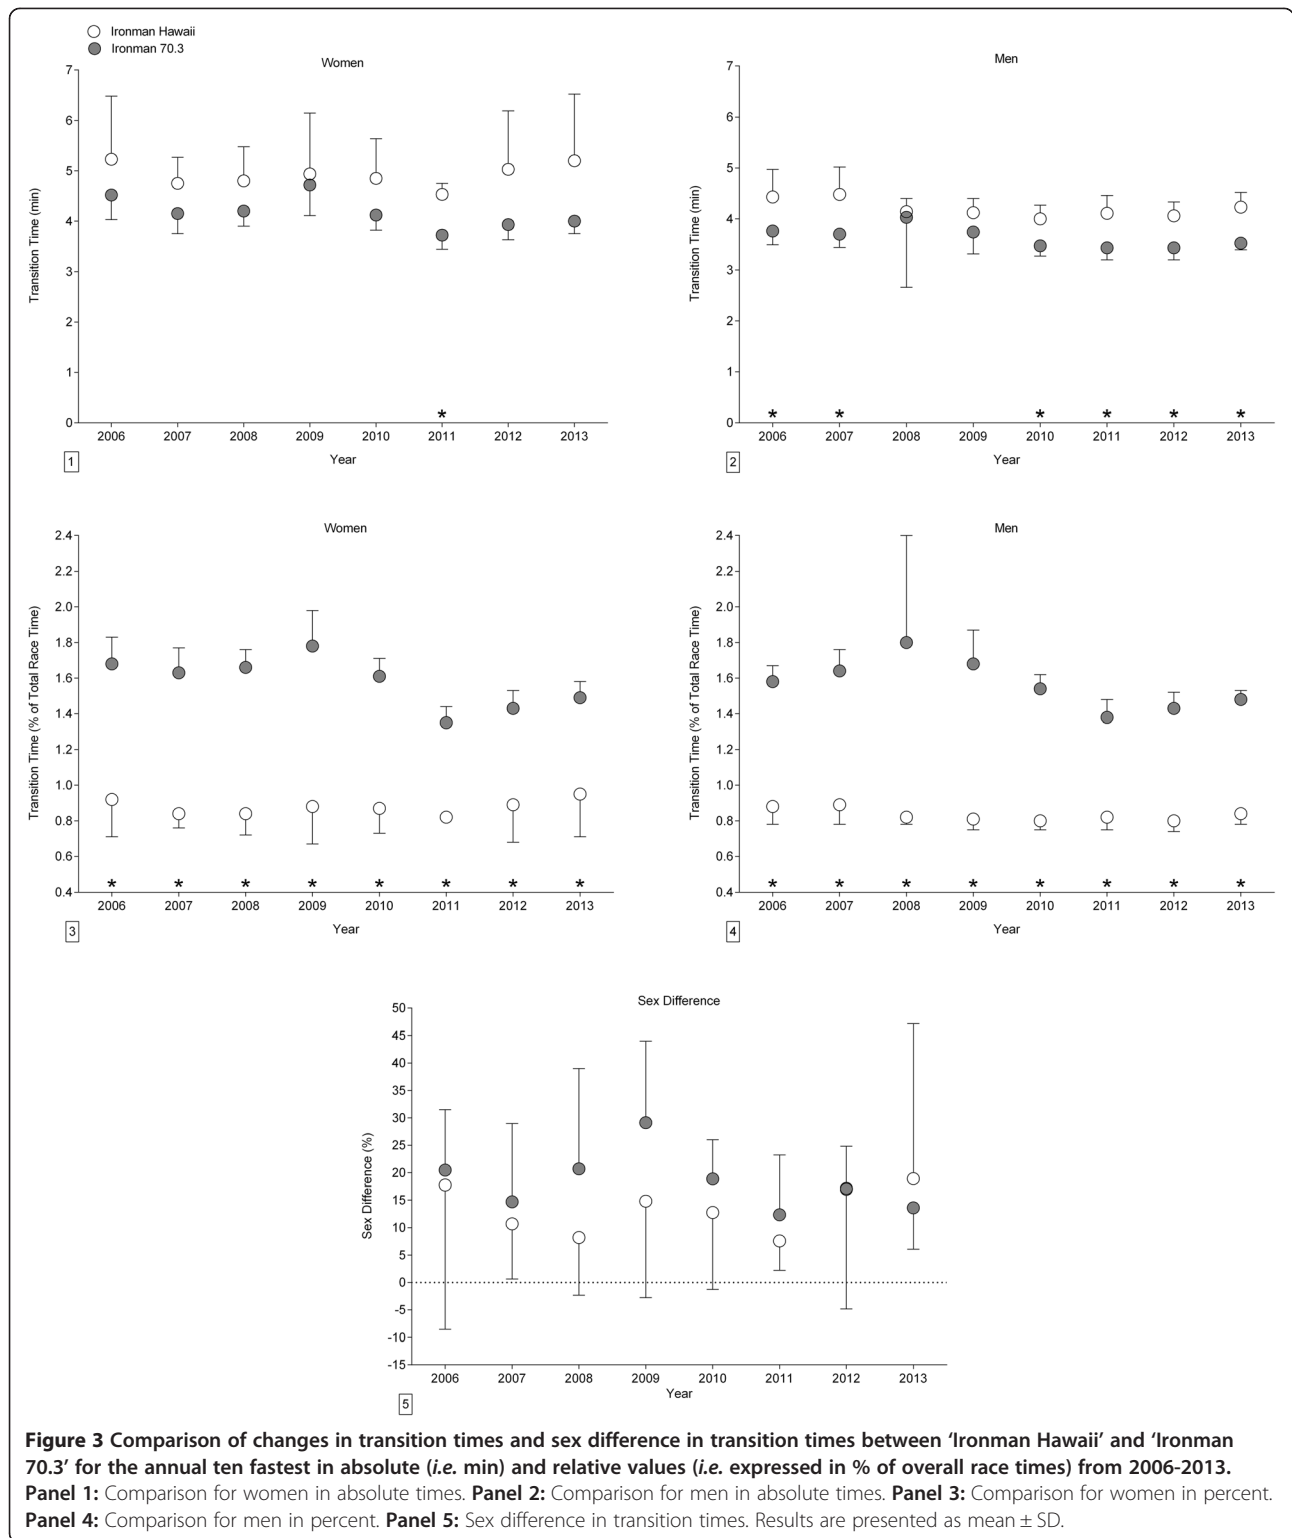 Ironman Hawaii
Ironman 70.3
Women
Transition Time (min)
7
6
5
4
3
2
1
0
*
2006 2007 2008 2009 2010 2011 2012 2013
Year
1
Men
Transition Time (min)
7
6
5
4
3
2
1
0
* * * * * *
2006 2007 2008 2009 2010 2011 2012 2013
Year
2
Women
Transition Time (% of Total Race Time)
2.4
2.2
2.0
1.8
1.6
1.4
1.2
1.0
0.8
0.6
0.4
* * * * * * * *
2006 2007 2008 2009 2010 2011 2012 2013
Year
3
Men
Transition Time (% of Total Race Time)
2.4
2.2
2.0
1.8
1.6
1.4
1.2
1.0
0.8
0.6
0.4
* * * * * * * *
2006 2007 2008 2009 2010 2011 2012 2013
Year
4
Sex Difference
Sex Difference (%)
50
45
40
35
30
25
20
15
10
5
0
-5
-10
-15
2006 2007 2008 2009 2010 2011 2012 2013
Year
5
Figure 3 Comparison of changes in transition times and sex difference in transition times between ‘Ironman Hawaii’ and ‘Ironman
70.3’ for the annual ten fastest in absolute (i.e. min) and relative values (i.e. expressed in % of overall race times) from 2006-2013.
Panel 1: Comparison for women in absolute times. Panel 2: Comparison for men in absolute times. Panel 3: Comparison for women in percent.
Panel 4: Comparison for men in percent. Panel 5: Sex difference in transition times. Results are presented as mean ± SD.